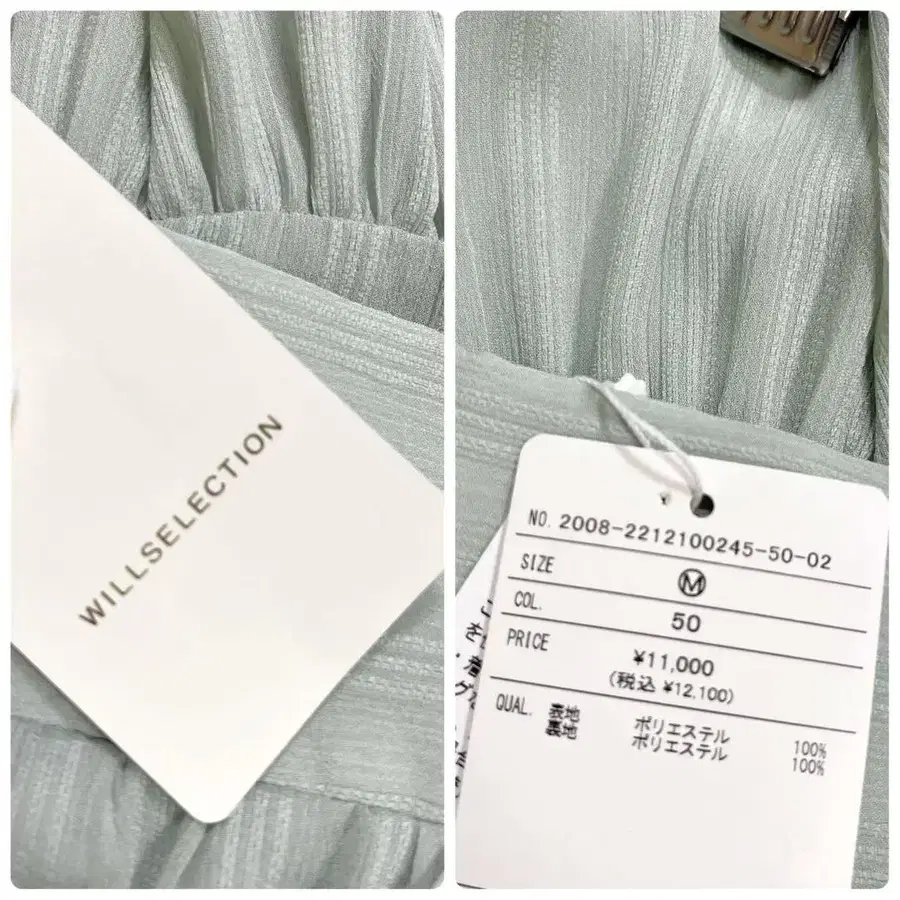 WILLSELECTION
NO. 2008-2212100245-50-02
SIZE Ⓜ
COL. 50
PRICE ¥11,000
(税込 ¥12,100)
QUAL. 表地 ポリエステル 100%
裏地 ポリエステル 100%